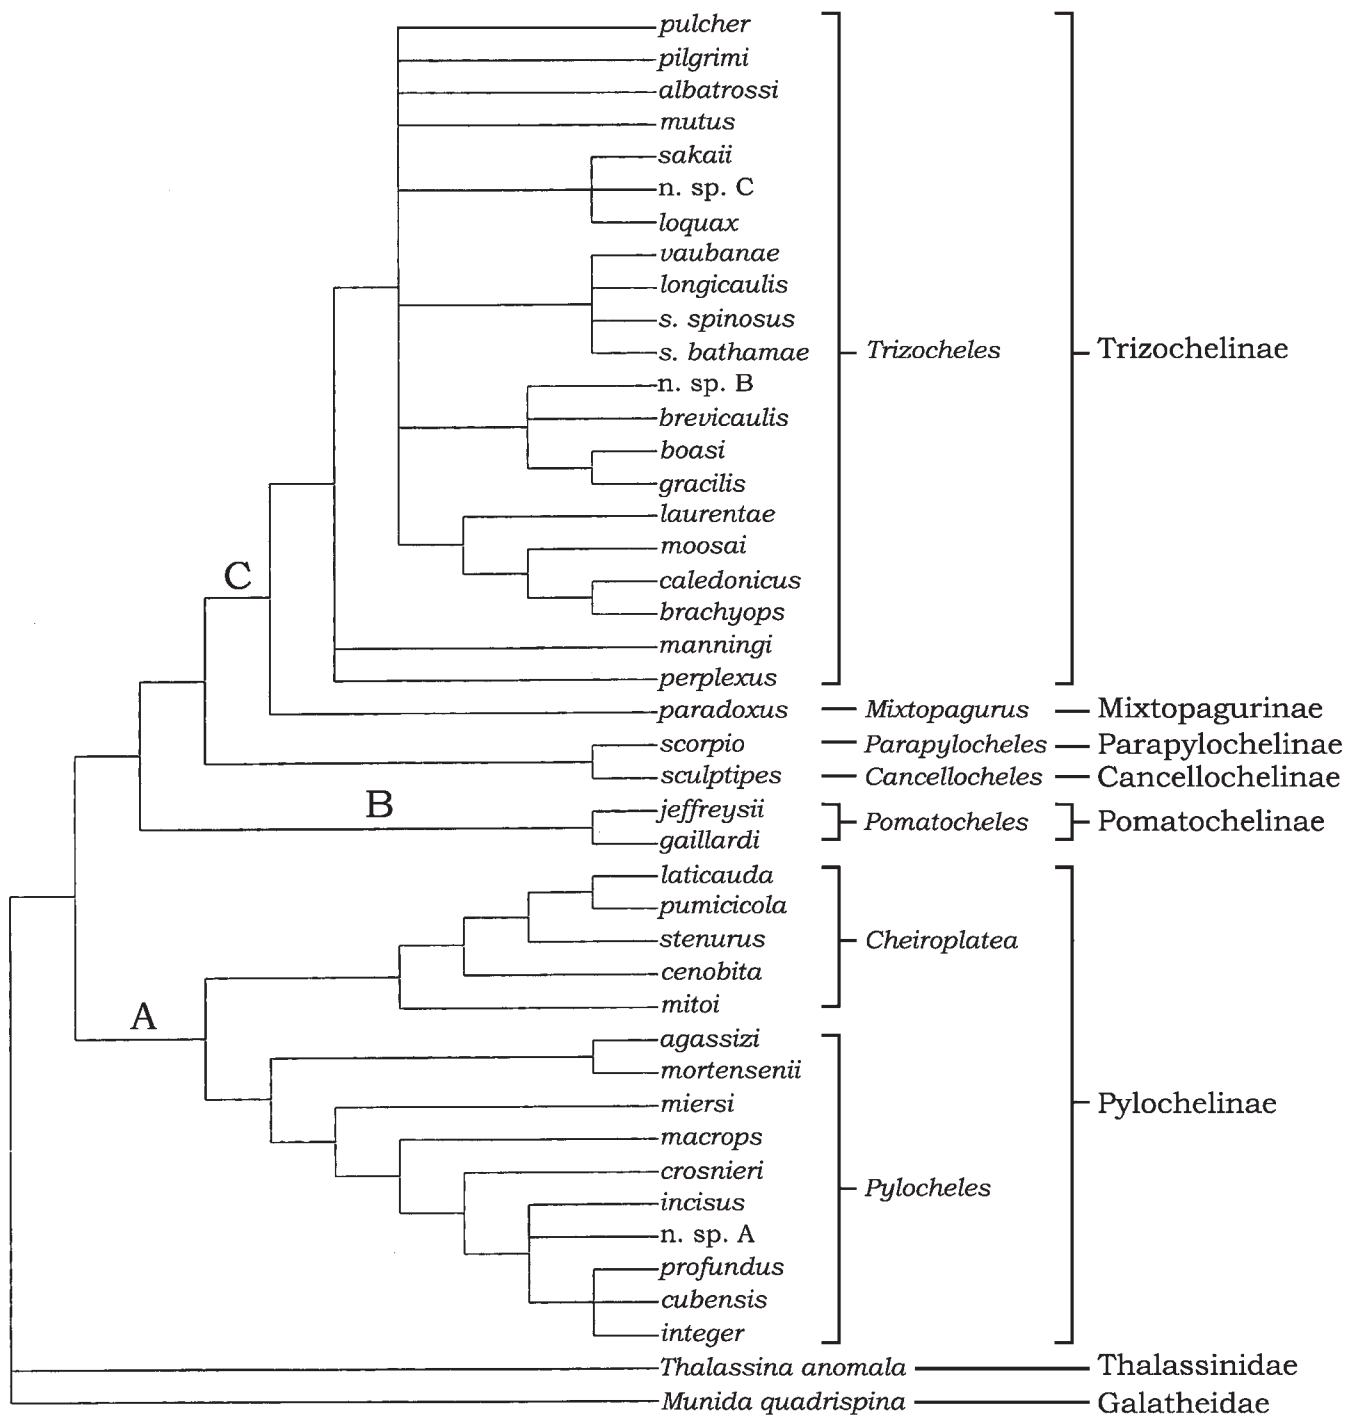 pulcher
pilgrimi
albatrossi
mutus
sakaii
n. sp. C
loquax
vaubanae
longicaulis
s. spinosus
s. bathamae
Trizocheles
Trizochelinae
n. sp. B
brevicaulis
boasi
gracilis
laurentae
moosai
C
caledonicus
brachyops
manningi
perplexus
paradoxus
Mixtopagurus
Mixtopagurinae
scorpio
Parapylocheles
Parapylochelinae
sculptipes
Cancellocheles
Cancellochelinae
B
jeffreysii
Pomatocheles
Pomatochelinae
gaillardi
laticauda
pumicicola
stenurus
Cheiroplatea
cenobita
mitoi
A
agassizi
mortensenii
miersi
Pylochelinae
macrops
crosnieri
Pylocheles
incisus
n. sp. A
profundus
cubensis
integer
Thalassina anomala
Thalassinidae
Munida quadrispina
Galatheidae